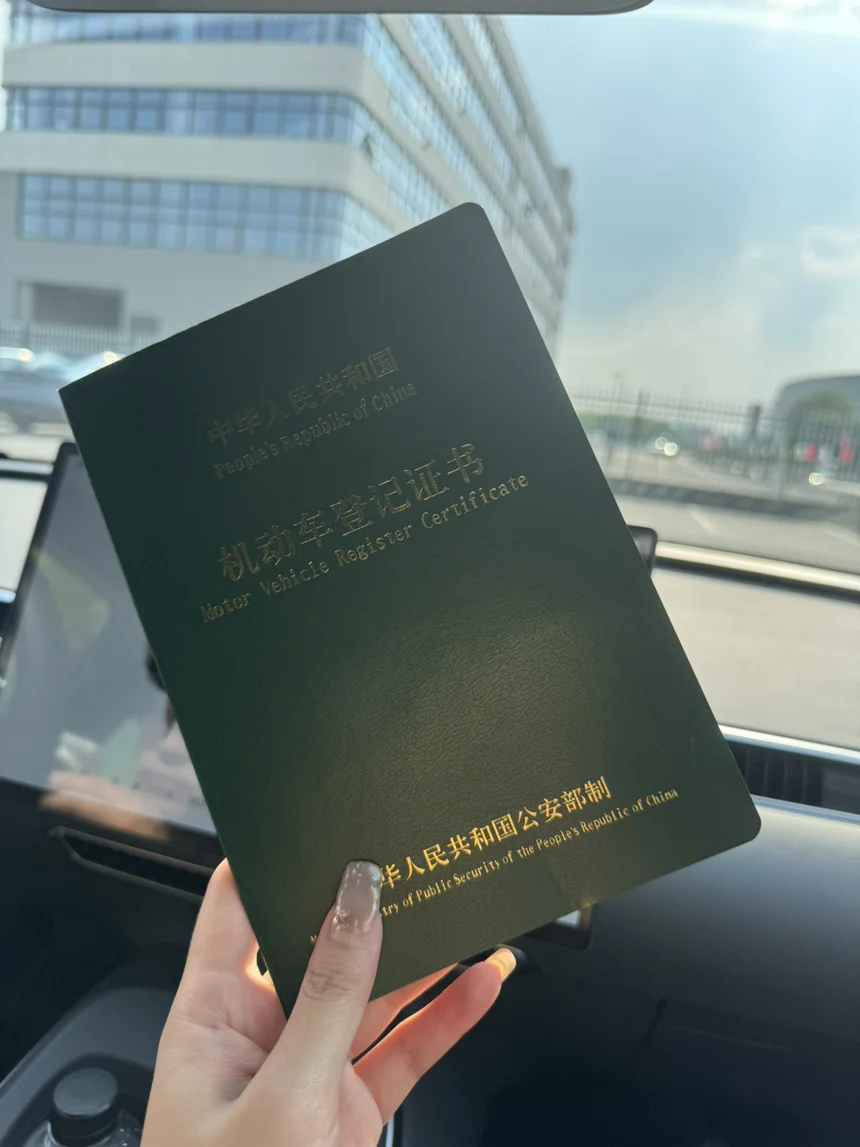 中华人民共和国
People's Republic of China
机动车登记证书
Motor Vehicle Register Certificate
华人民共和国公安部制
try of Public Security of the People's Republic of China